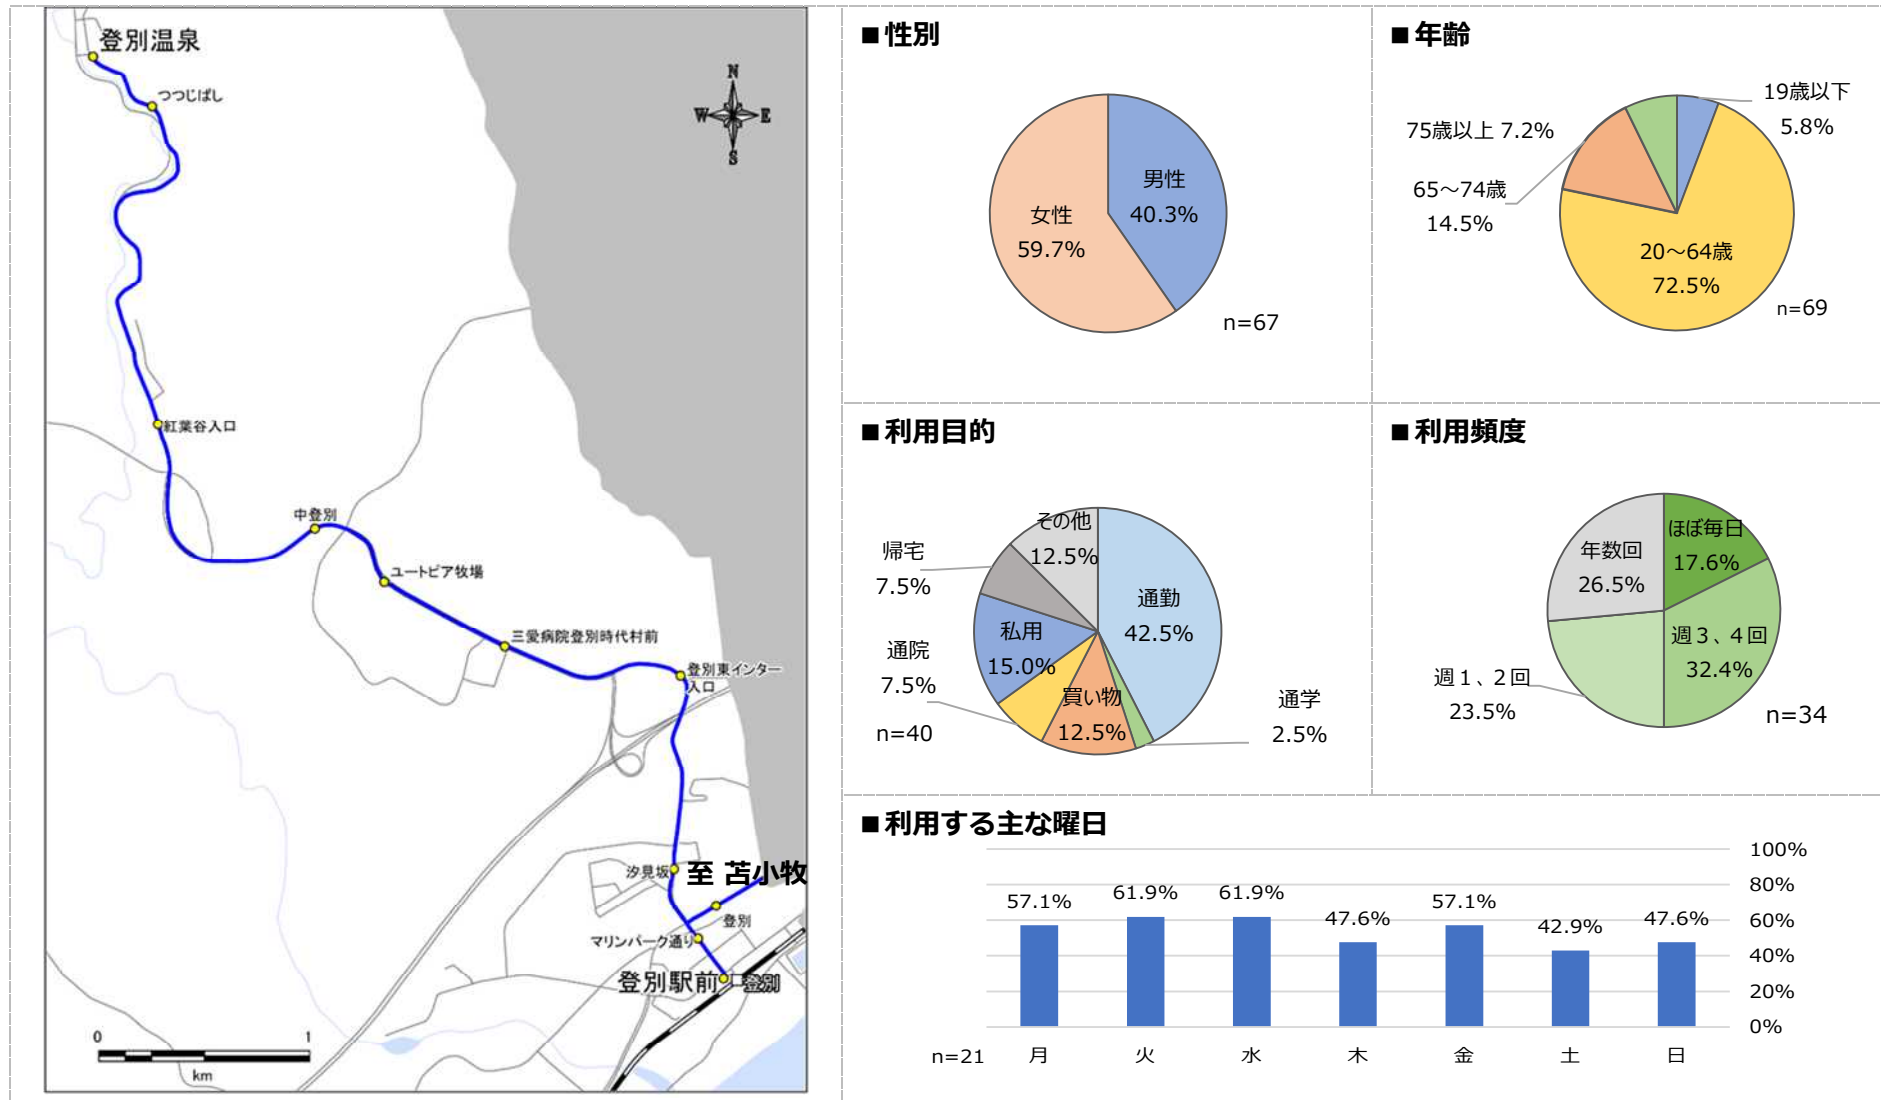 登別温泉
つつじばし
N
W E
S
紅葉谷入口
中登別
ユートピア牧場
三愛病院登別時代村前
登別東インター
入口
汐見坂
至 苫小牧
登別
マリンパーク通り
登別駅前
登別
0 1
km
■性別
男性
40.3%
女性
59.7%
n=67
■年齢
19歳以下
5.8%
75歳以上 7.2%
65～74歳
14.5%
20～64歳
72.5%
n=69
■利用目的
その他
12.5%
帰宅
7.5%
通勤
42.5%
私用
15.0%
通院
7.5%
買い物
12.5%
通学
2.5%
n=40
■利用頻度
ほぼ毎日
17.6%
年数回
26.5%
週３、４回
32.4%
週１、２回
23.5%
n=34
■利用する主な曜日
100%
80%
60%
40%
20%
0%
57.1%
61.9%
61.9%
47.6%
57.1%
42.9%
47.6%
n=21
月 火 水 木 金 土 日